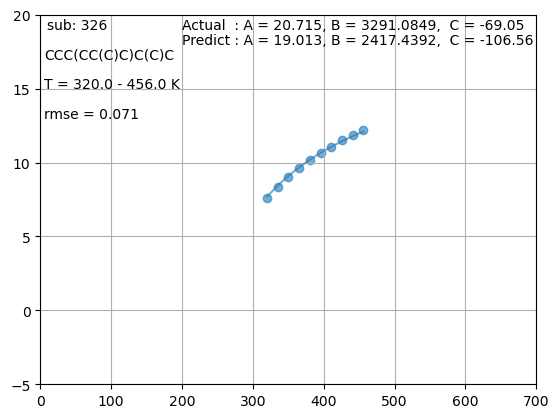 sub: 326
Actual  : A = 20.715, B = 3291.0849,  C = -69.05
Predict : A = 19.013, B = 2417.4392,  C = -106.56
CCC(CC(C)C)C(C)C
T = 320.0 - 456.0 K
rmse = 0.071
20
15
10
5
0
−5
0 100 200 300 400 500 600 700